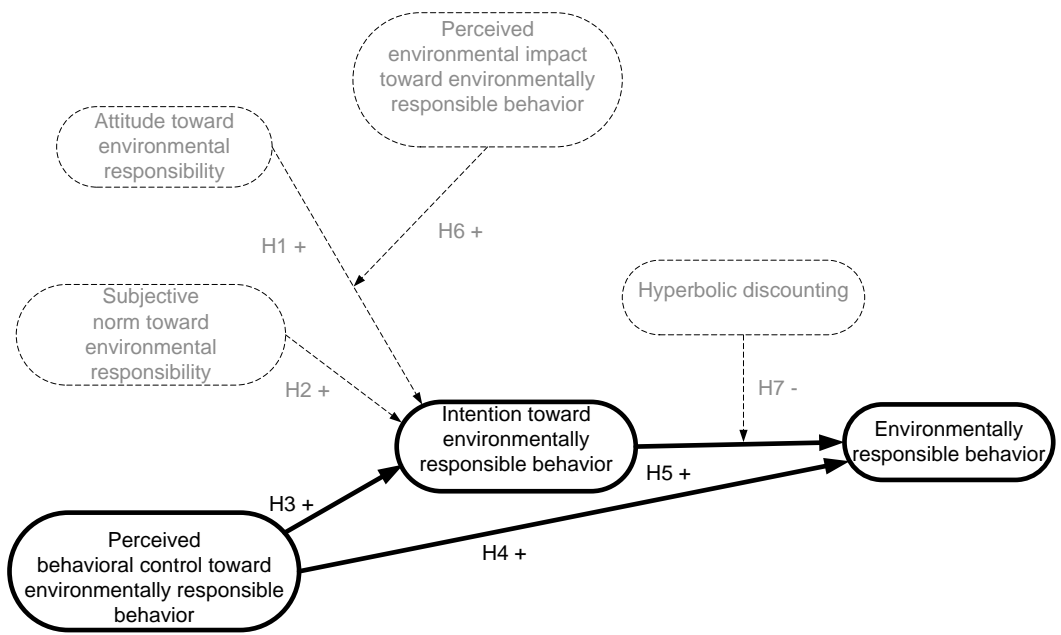 Perceived
environmental impact
toward environmentally
responsible behavior
Attitude toward
environmental
responsibility
H6 +
H1 +
Subjective
norm toward
environmental
responsibility
Hyperbolic discounting
H2 +
H7 -
Intention toward
environmentally
responsible behavior
Environmentally
responsible behavior
H5 +
H3 +
H4 +
Perceived
behavioral control toward
environmentally responsible
behavior